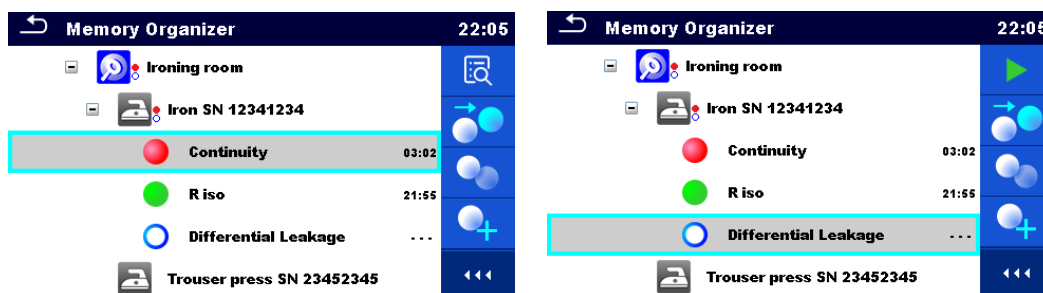 Memory Organizer 22:05
Ironing room
Iron SN 12341234
Continuity 03:02
R iso 21:55
Differential Leakage ---
Trouser press SN 23452345
Memory Organizer 22:05
Ironing room
Iron SN 12341234
Continuity 03:02
R iso 21:55
Differential Leakage ---
Trouser press SN 23452345